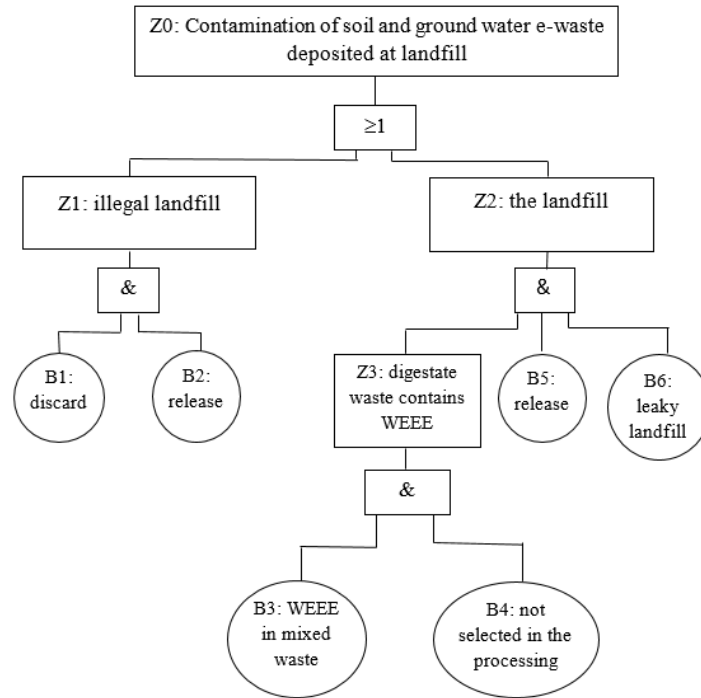 Z0: Contamination of soil and ground water e-waste
deposited at landfill
≥1
Z1: illegal landfill
Z2: the landfill
&
&
B1:
discard
B2:
release
Z3: digestate
waste contains
WEEE
B5:
release
B6:
leaky
landfill
&
B3: WEEE
in mixed
waste
B4: not
selected in the
processing